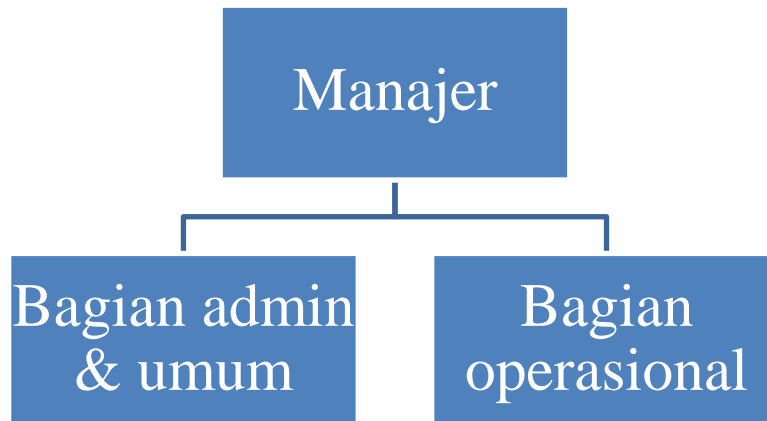 Manajer
Bagian admin
& umum
Bagian
operasional